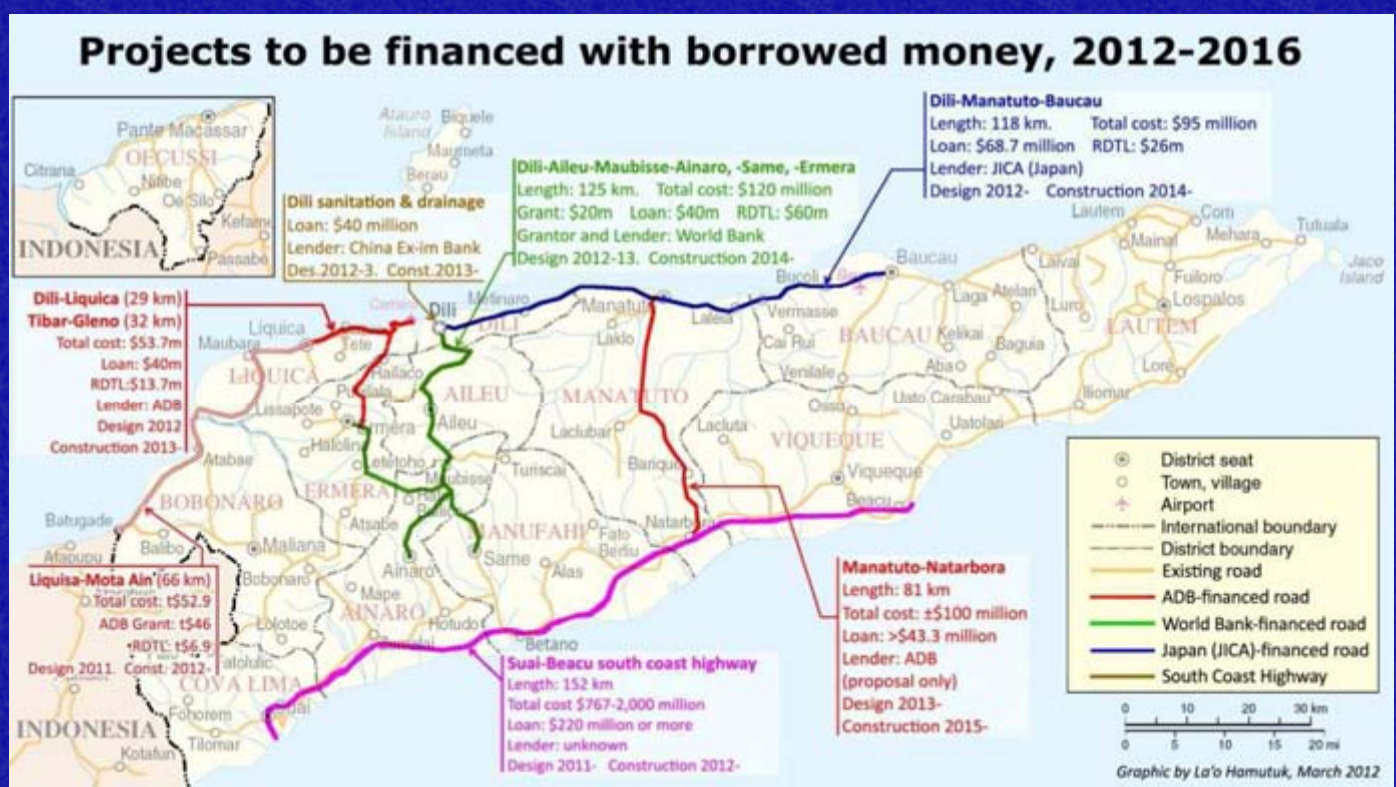 Projects to be financed with borrowed money, 2012-2016
Pante Macassar
OECUSSI
Citrana
Nitibe
Oe Silo
Kefame
INDONESIA
Passabe
Atauro
Island
Biquele
Maumeta
Berau
Dili sanitation & drainage
Loan: $40 million
Lender: China Ex-im Bank
Des.2012-3. Const.2013-
Dili-Aileu-Maubisse-Ainaro, -Same, -Ermera
Length: 125 km. Total cost: $120 million
Grant: $20m Loan: $40m RDTL: $60m
Grantor and Lender: World Bank
Design 2012-13. Construction 2014-
Dili-Manatuto-Baucau
Length: 118 km. Total cost: $95 million
Loan: $68.7 million RDTL: $26m
Lender: JICA (Japan)
Design 2012- Construction 2014-
Dili-Liquica (29 km)
Tibar-Gleno (32 km)
Total cost: $53.7m
Loan: $40m
RDTL:$13.7m
Lender: ADB
Design 2012
Construction 2013-
Lautem
Com
Tutuala
Mainal
Mehara
Jaco
Island
Baucau
Laivai
Bucoli
Fuiloro
Laga
Atelari
Luro
Lospalos
LAUTEM
Dili
Metinaro
Manatuto
Laleia
Vermasse
BAUCAU
Kelikai
Baguia
Liquica
Maubara
Tete
DILI
Laklo
Cai Rui
Abao
Lore
LIQUICA
Hailaco
AILEU
MANATUTO
Venilale
Iliomar
Lissapote
Aileu
Osso
Uato Carabau
Uatolari
Laclubar
Lacluta
VIQUEQUE
Halolin
Atabae
Letefoho
Maubisse
Turiscai
Barique
Viqueque
BOBONARO
ERMERA
Beacu
Batugade
Atsabe
MANUFAHI
Fato
Berliu
Natarbora
Atapupu
Balibo
Maliana
Ainaro
Same
Alas
Bobonaro
Mape
AINARO
Lolotoe
Hotudo
Betano
COVA LIMA
Fohorem
Tilomar
INDONESIA
Kotafun
Liquisa-Mota Ain (66 km)
Total cost: t$52.9
ADB Grant: t$46
RDTL: t$6.9
Design 2011. Const. 2012-
Suai-Beacu south coast highway
Length: 152 km
Total cost $767-2,000 million
Loan: $220 million or more
Lender: unknown
Design 2011- Construction 2012-
Manatuto-Natarbora
Length: 81 km
Total cost: ±$100 million
Loan: >$43.3 million
Lender: ADB
(proposal only)
Design 2013-
Construction 2015-
District seat
Town, village
Airport
International boundary
District boundary
Existing road
ADB-financed road
World Bank-financed road
Japan (JICA)-financed road
South Coast Highway
0 10 20 30 km
0 5 10 15 20 mi
Graphic by La'o Hamutuk, March 2012